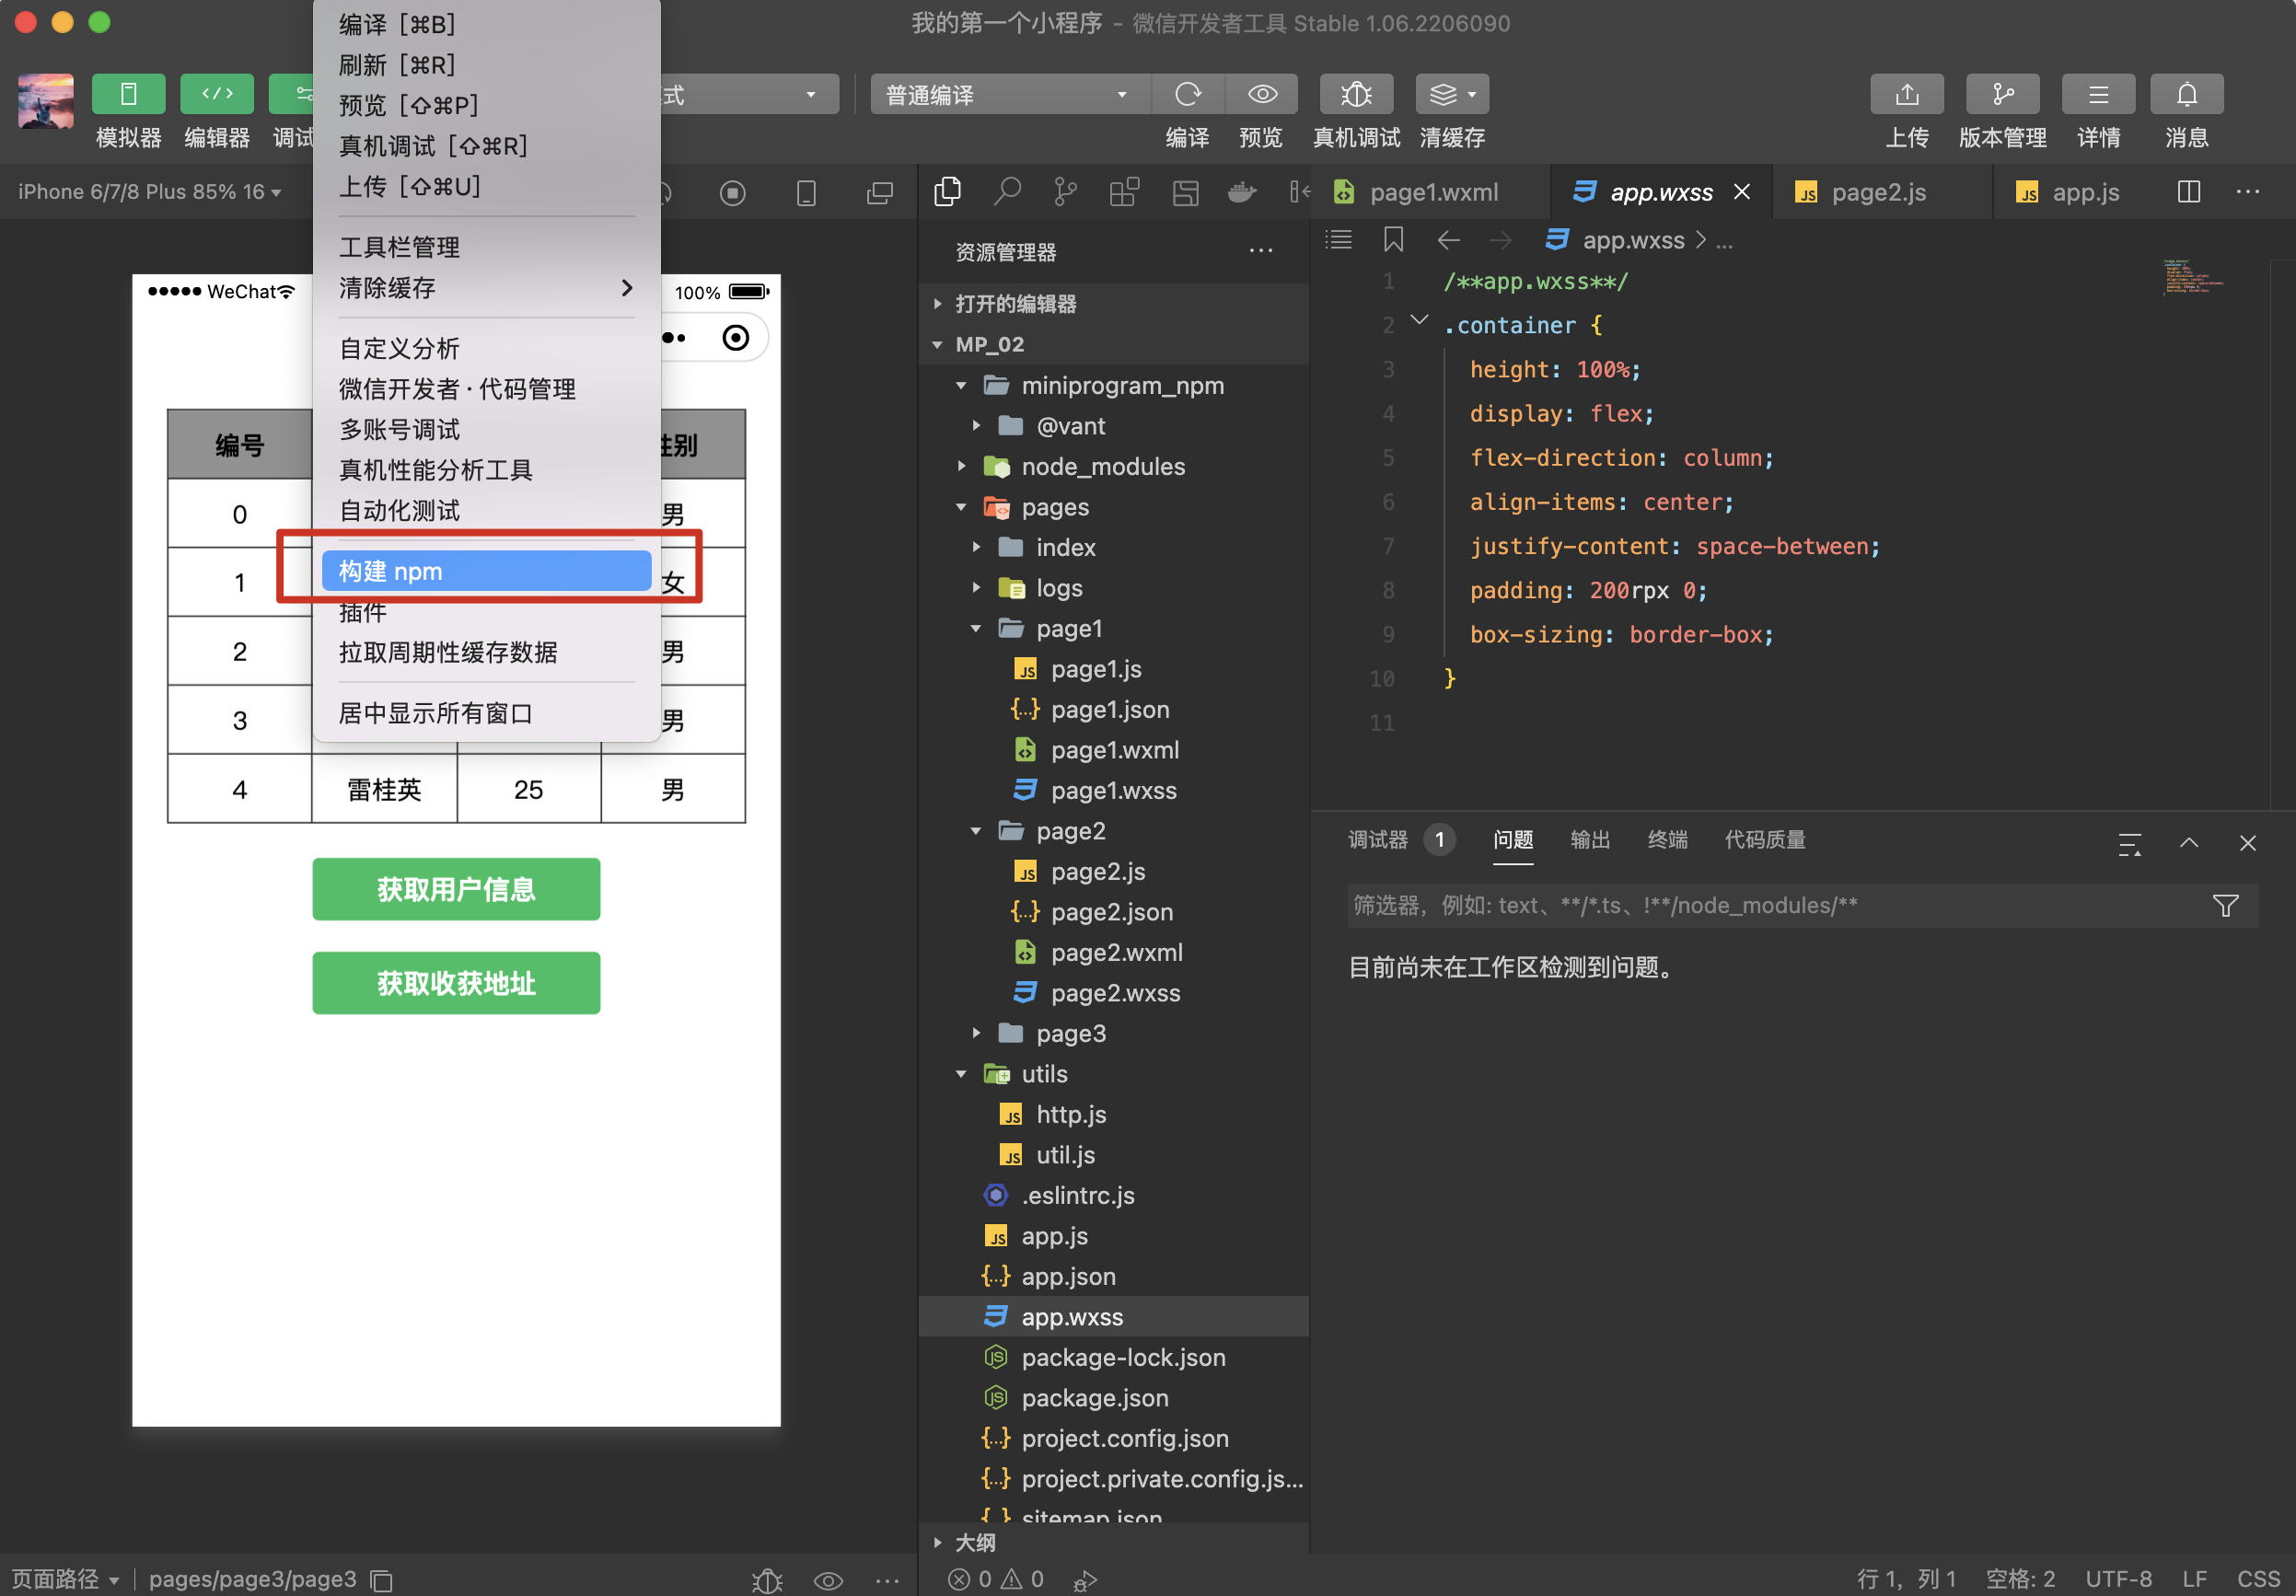 我的第一个小程序 - 微信开发者工具 Stable 1.06.2206090
编译 [⌘B]
刷新 [⌘R]
预览 [⇧⌘P]
真机调试 [⇧⌘R]
上传 [⇧⌘U]
工具栏管理
清除缓存
自定义分析
微信开发者·代码管理
多账号调试
真机性能分析工具
自动化测试
构建 npm
插件
拉取周期性缓存数据
居中显示所有窗口
模拟器
编辑器
调试
式
普通编译
编译
预览
真机调试
清缓存
上传
版本管理
详情
消息
iPhone 6/7/8 Plus 85% 16
WeChat
100%
编号
性别
0
男
1
女
2
男
3
男
4 雷桂英 25 男
获取用户信息
获取收获地址
页面路径
pages/page3/page3
资源管理器
打开的编辑器
MP_02
miniprogram_npm
@vant
node_modules
pages
index
logs
page1
page1.js
page1.json
page1.wxml
page1.wxss
page2
page2.js
page2.json
page2.wxml
page2.wxss
page3
utils
http.js
util.js
.eslintrc.js
app.js
app.json
app.wxss
package-lock.json
package.json
project.config.json
project.private.config.js...
sitemap.json
大纲
0
0
page1.wxml
app.wxss
page2.js
app.js
app.wxss > ...
1 /**app.wxss**/
2 .container {
3 height: 100%;
4 display: flex;
5 flex-direction: column;
6 align-items: center;
7 justify-content: space-between;
8 padding: 200rpx 0;
9 box-sizing: border-box;
10 }
11
调试器 1 问题 输出 终端 代码质量
筛选器，例如: text、**/*.ts、!**/node_modules/**
目前尚未在工作区检测到问题。
行 1，列 1 空格: 2 UTF-8 LF CSS